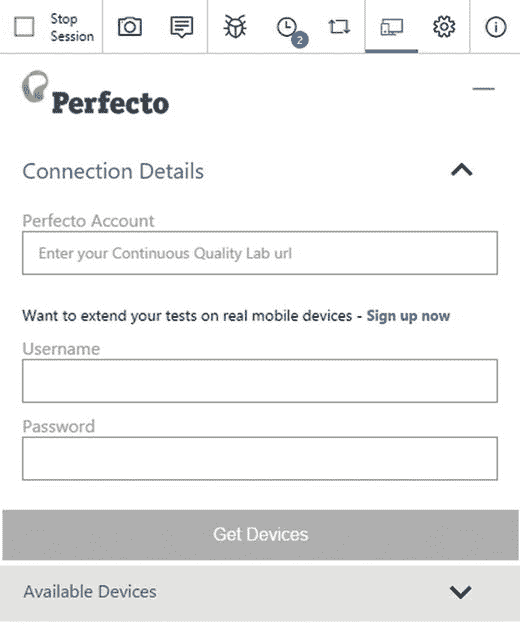 Stop
Session
2
Perfecto
Connection Details
Perfecto Account
Enter your Continuous Quality Lab url
Want to extend your tests on real mobile devices - Sign up now
Username
Password
Get Devices
Available Devices